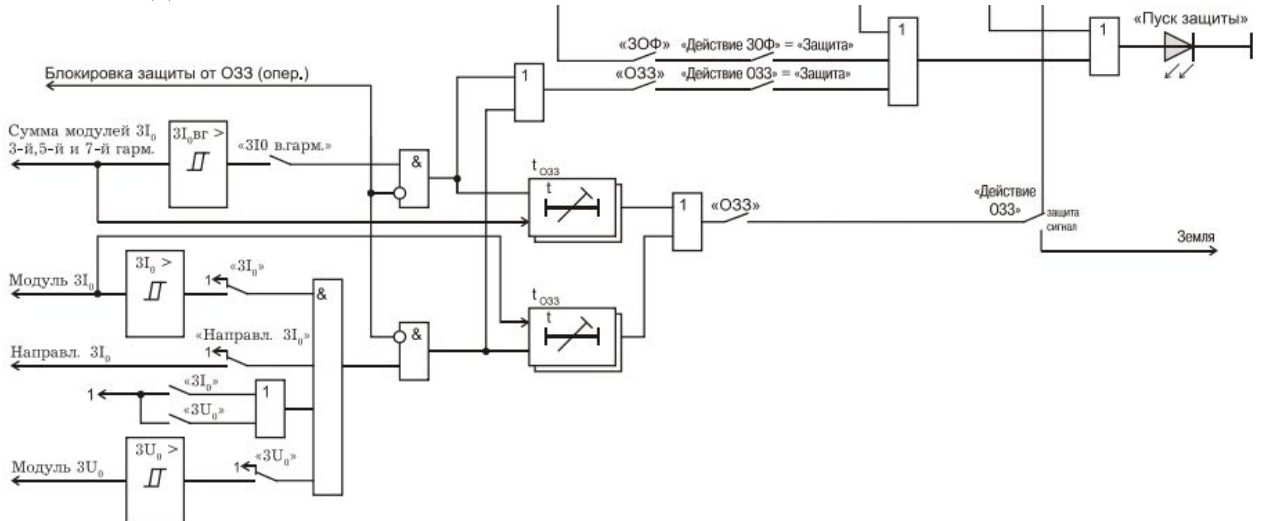 «Пуск защиты»
1
1
«ЗОФ» «Действие ЗОФ» = «Защита»
Блокировка защиты от ОЗЗ (опер.)
1
«ОЗЗ» «Действие ОЗЗ» = «Защита»
Сумма модулей 3I₀
3-й,5-й и 7-й гарм.
3I₀вг >
«3I0 в.гарм.»
&
t ОЗЗ
t
1
«ОЗЗ»
«Действие
ОЗЗ»
защита
сигнал
Земля
3I₀ >
1
«3I₀»
Модуль 3I₀
&
t ОЗЗ
t
«Направл. 3I₀»
&
Направл. 3I₀
1
«3I₀»
1
1
«3U₀»
3U₀ >
1
«3U₀»
Модуль 3U₀